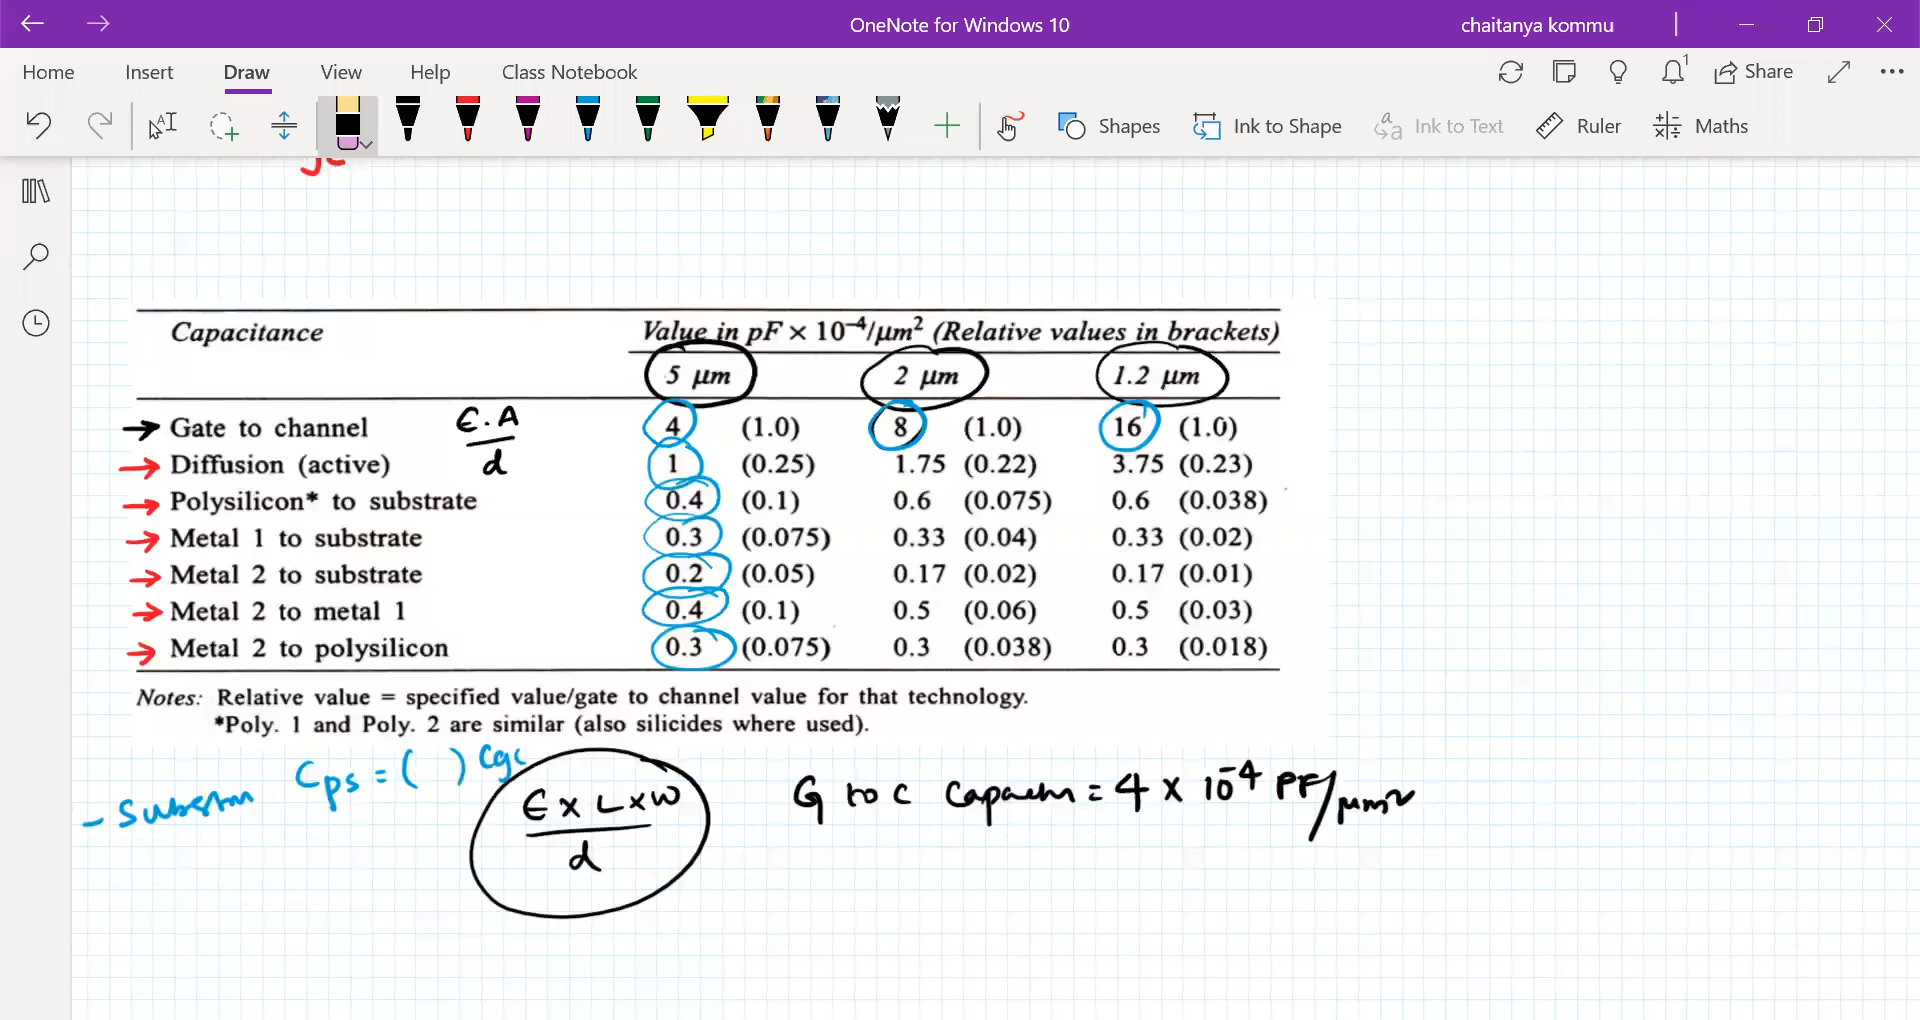 OneNote for Windows 10
chaitanya kommu
Home Insert Draw View Help Class Notebook 1 Share
Shapes Ink to Shape Ink to Text Ruler Maths
Capacitance Value in pF × 10⁻⁴/μm² (Relative values in brackets)
5 μm 2 μm 1.2 μm
Gate to channel 4 (1.0) 8 (1.0) 16 (1.0)
Diffusion (active) 1 (0.25) 1.75 (0.22) 3.75 (0.23)
Polysilicon* to substrate 0.4 (0.1) 0.6 (0.075) 0.6 (0.038)
Metal 1 to substrate 0.3 (0.075) 0.33 (0.04) 0.33 (0.02)
Metal 2 to substrate 0.2 (0.05) 0.17 (0.02) 0.17 (0.01)
Metal 2 to metal 1 0.4 (0.1) 0.5 (0.06) 0.5 (0.03)
Metal 2 to polysilicon 0.3 (0.075) 0.3 (0.038) 0.3 (0.018)
Є.A
d
Notes: Relative value = specified value/gate to channel value for that technology.
*Poly. 1 and Poly. 2 are similar (also silicides where used).
Cps = ( ) Cgc
Є × L × W
d
G to C = 4 × 10⁻⁴ PF/μm²